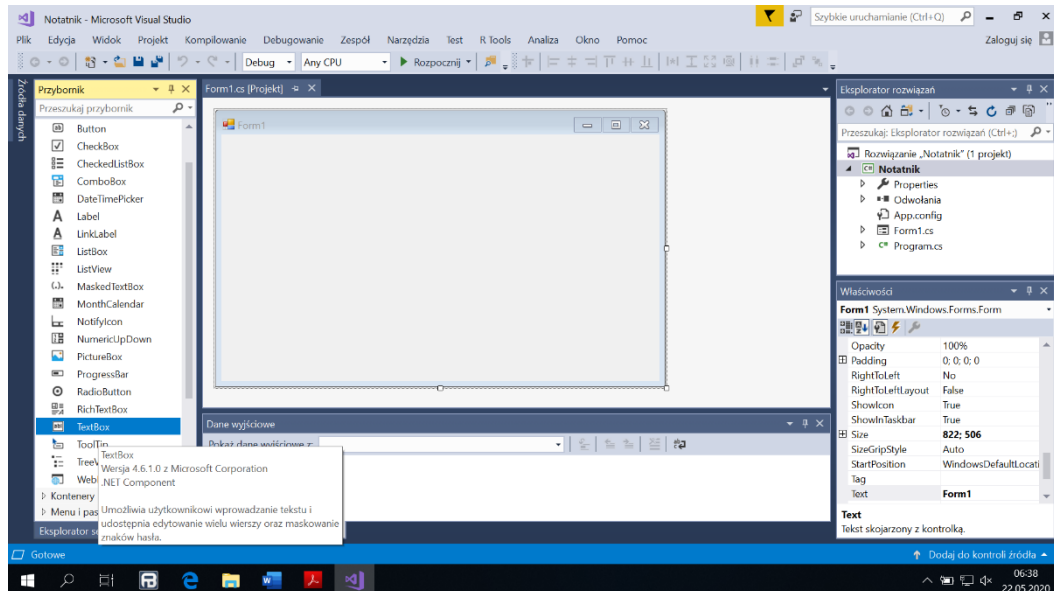 Notatnik - Microsoft Visual Studio
Szybkie uruchamianie (Ctrl+Q)
Plik Edycja Widok Projekt Kompilowanie Debugowanie Zespół Narzędzia Test R Tools Analiza Okno Pomoc
Zaloguj się
Debug Any CPU Rozpocznij
Źródła danych
Przybornik
Przeszukaj przybornik
Button
CheckBox
CheckedListBox
ComboBox
DateTimePicker
Label
LinkLabel
ListBox
ListView
MaskedTextBox
MonthCalendar
NotifyIcon
NumericUpDown
PictureBox
ProgressBar
RadioButton
RichTextBox
TextBox
ToolTip
Kontenery
TextBox
Wersja 4.6.1.0 z Microsoft Corporation
.NET Component
Umożliwia użytkownikowi wprowadzanie tekstu i
udostępnia edytowanie wielu wierszy oraz maskowanie
znaków hasła.
Form1.cs [Projekt]
Form1
Dane wyjściowe
Pokaż dane wyjściowe z:
Eksplorator rozwiązań
Przeszukaj: Eksplorator rozwiązań (Ctrl+;)
Rozwiązanie „Notatnik” (1 projekt)
Notatnik
Properties
Odwołania
App.config
Form1.cs
Program.cs
Właściwości
Form1 System.Windows.Forms.Form
Opacity 100%
Padding 0; 0; 0; 0
RightToLeft No
RightToLeftLayout False
ShowIcon True
ShowInTaskbar True
Size 822; 506
SizeGripStyle Auto
StartPosition WindowsDefaultLocati
Tag
Text Form1
Text
Tekst skojarzony z kontrolką.
Gotowe
Dodaj do kontroli źródła
06:38
22.05.2020